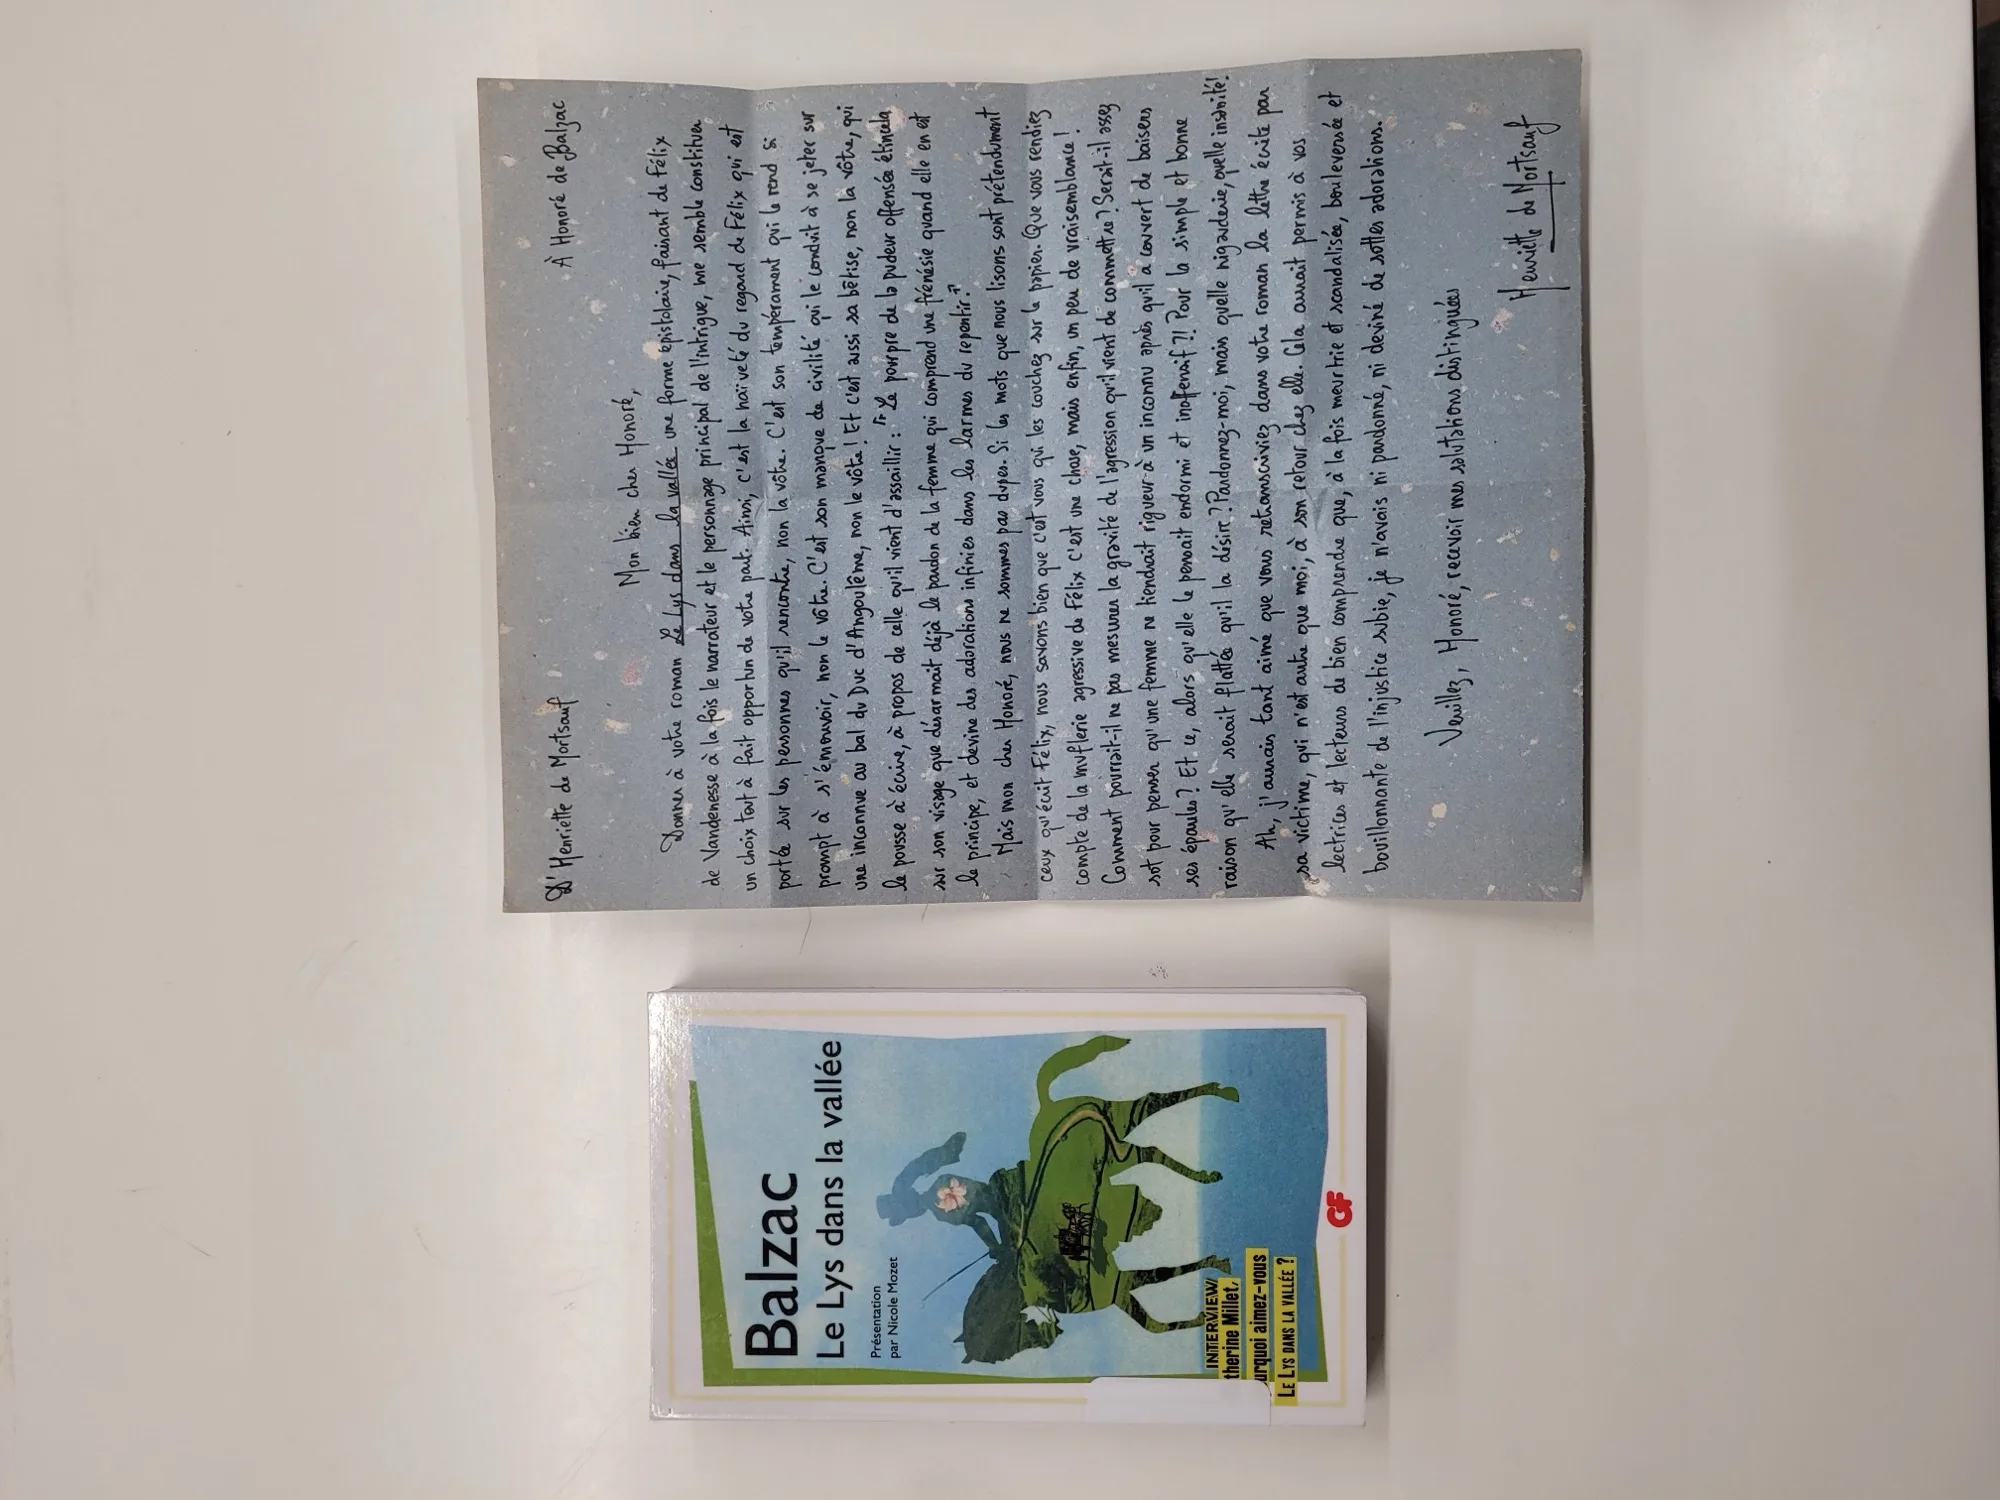 D'Henriette de Mortsauf
À Honoré de Balzac
Mon bien cher Honoré,
Donner à votre roman Le Lys dans la vallée une forme épistolaire, faisant de Félix
de Vandenesse à la fois le narrateur et le personnage principal de l'intrigue, me semble constituer
un choix tout à fait opportun de votre part. Ainsi, c'est la naïveté du regard de Félix qui est
portée sur les personnes qu'il rencontre, non la vôtre. C'est son tempérament qui le rend si
prompt à s'émouvoir, non le vôtre. C'est son manque de civilité qui le conduit à se jeter sur
une inconnue au bal du Duc d'Angoulême, non le vôtre ! Et c'est aussi sa bêtise, non la vôtre, qui
le pousse à écrire, à propos de celle qu'il vient d'assaillir : "Le pourpre de la pudeur offensée étincela
sur son visage que désarmait déjà le pardon de la femme qui comprend une frénésie quand elle en est
le principe, et devine des adorations infinies dans les larmes du repentir."
Mais mon cher Honoré, nous ne sommes pas dupes. Si les mots que nous lisons sont prétendument
ceux qu'écrit Félix, nous savons bien que c'est vous qui les couchez sur le papier. Que vous rendiez
compte de la muflerie agressive de Félix c'est une chose, mais enfin, un peu de vraisemblance !
Comment pourrait-il ne pas mesurer la gravité de l'agression qu'il vient de commettre ? Serait-il assez
sot pour penser qu'une femme ne tiendrait rigueur à un inconnu après qu'il a couvert de baisers
ses épaules ? Et ce, alors qu'elle le pensait endormi et inoffensif ?! Pour la simple et bonne
raison qu'elle serait flattée qu'il la désire ? Pardonnez-moi, mais quelle nigauderie, quelle insanité !
Ah, j'aurais tant aimé que vous retranscriviez dans votre roman la lettre écrite par
sa victime, qui n'est autre que moi, à son retour chez elle. Cela aurait permis à vos
lectrices et lecteurs de bien comprendre que, à la fois meurtrie et scandalisée, bouleversée et
bouillonnante de l'injustice subie, je n'avais ni pardonné, ni deviné de sottes adorations.
Veuillez, Honoré, recevoir mes salutations distinguées
Henriette de Mortsauf
Balzac
Le Lys dans la vallée
Présentation
par Nicole Mozet
INTERVIEW
therine Millet,
urquoi aimez-vous
LE LYS DANS LA VALLÉE ?
GF